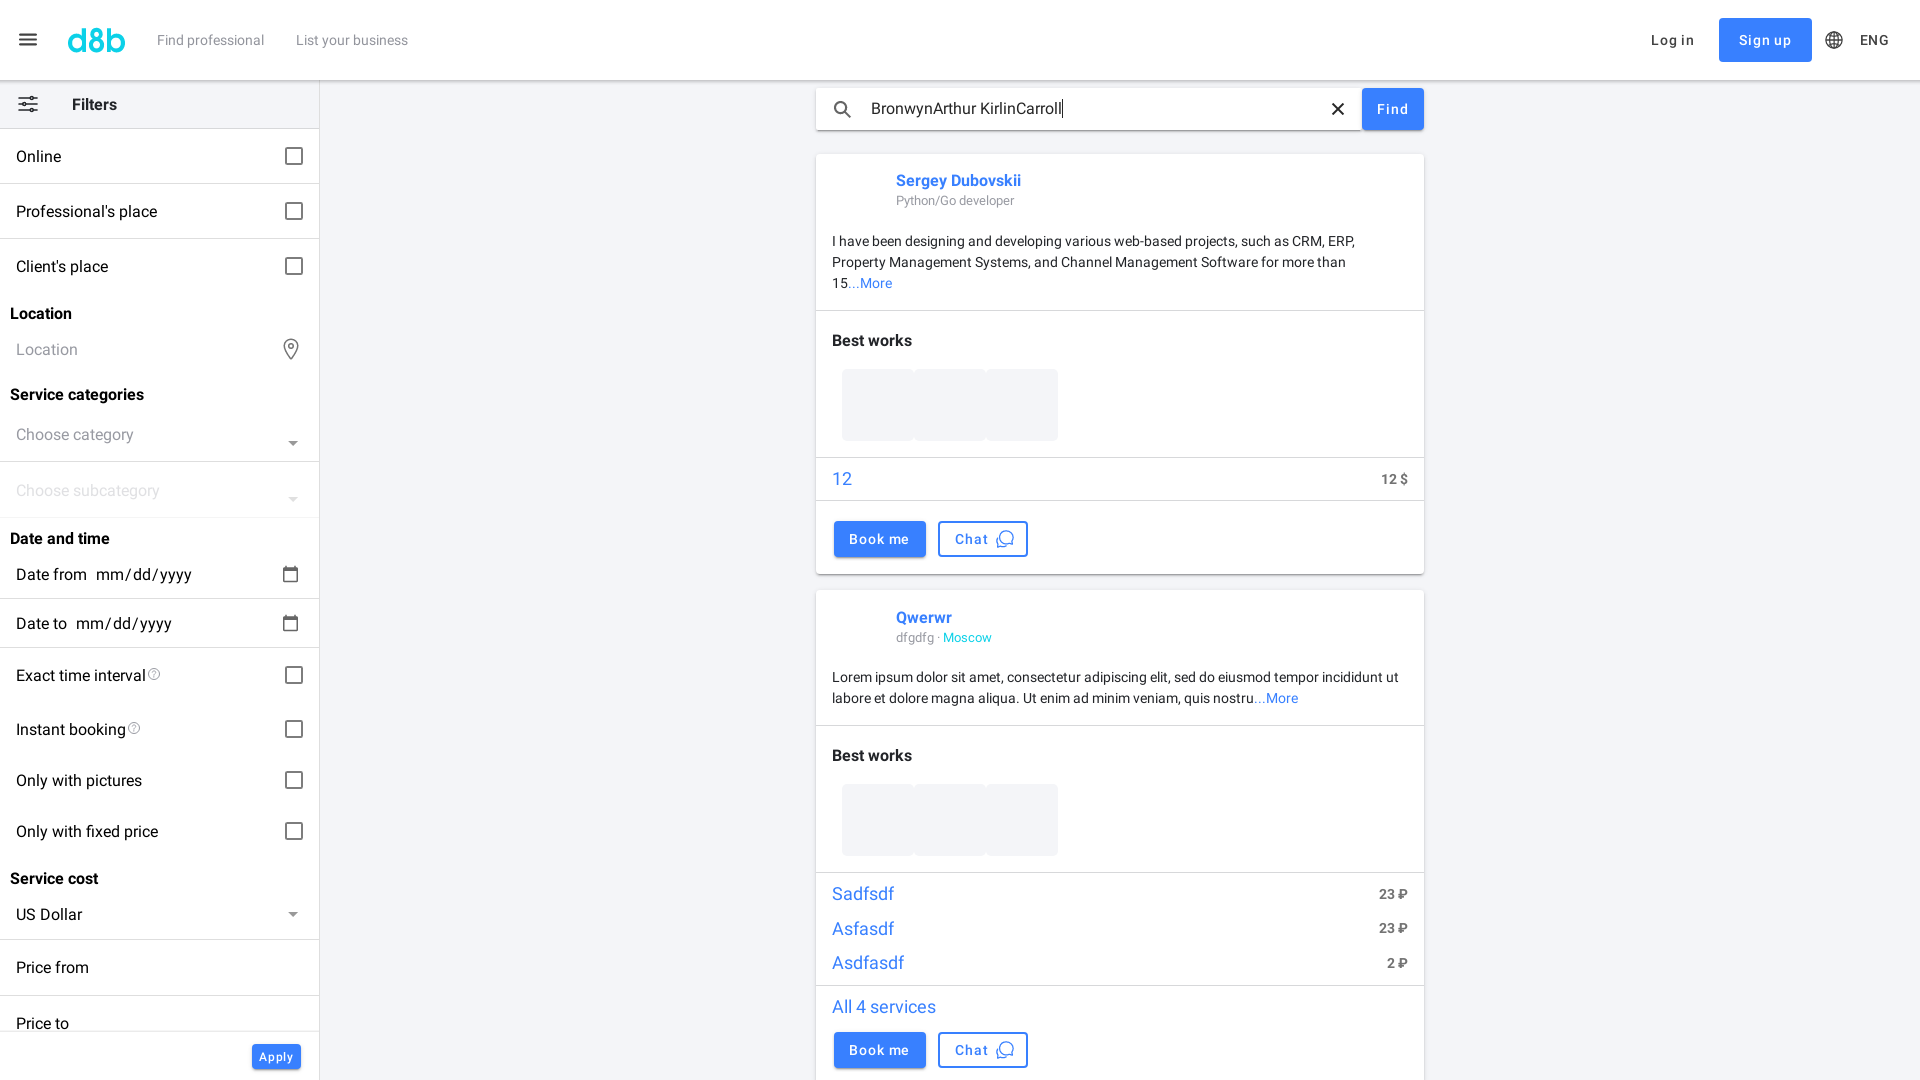 d8b
Find professional
List your business
Log in
Sign up
ENG
Filters
Online
Professional's place
Client's place
Location
Location
Service categories
Choose category
Choose subcategory
Date and time
Date from mm/dd/yyyy
Date to mm/dd/yyyy
Exact time interval
Instant booking
Only with pictures
Only with fixed price
Service cost
US Dollar
Price from
Price to
Apply
BronwynArthur KirlinCarroll
Find
Sergey Dubovskii
Python/Go developer
I have been designing and developing various web-based projects, such as CRM, ERP,
Property Management Systems, and Channel Management Software for more than
15...More
Best works
12 12 $
Book me
Chat
Qwerwr
dfgdfg · Moscow
Lorem ipsum dolor sit amet, consectetur adipiscing elit, sed do eiusmod tempor incididunt ut
labore et dolore magna aliqua. Ut enim ad minim veniam, quis nostru...More
Best works
Sadfsdf 23 ₽
Asfasdf 23 ₽
Asdfasdf 2 ₽
All 4 services
Book me
Chat